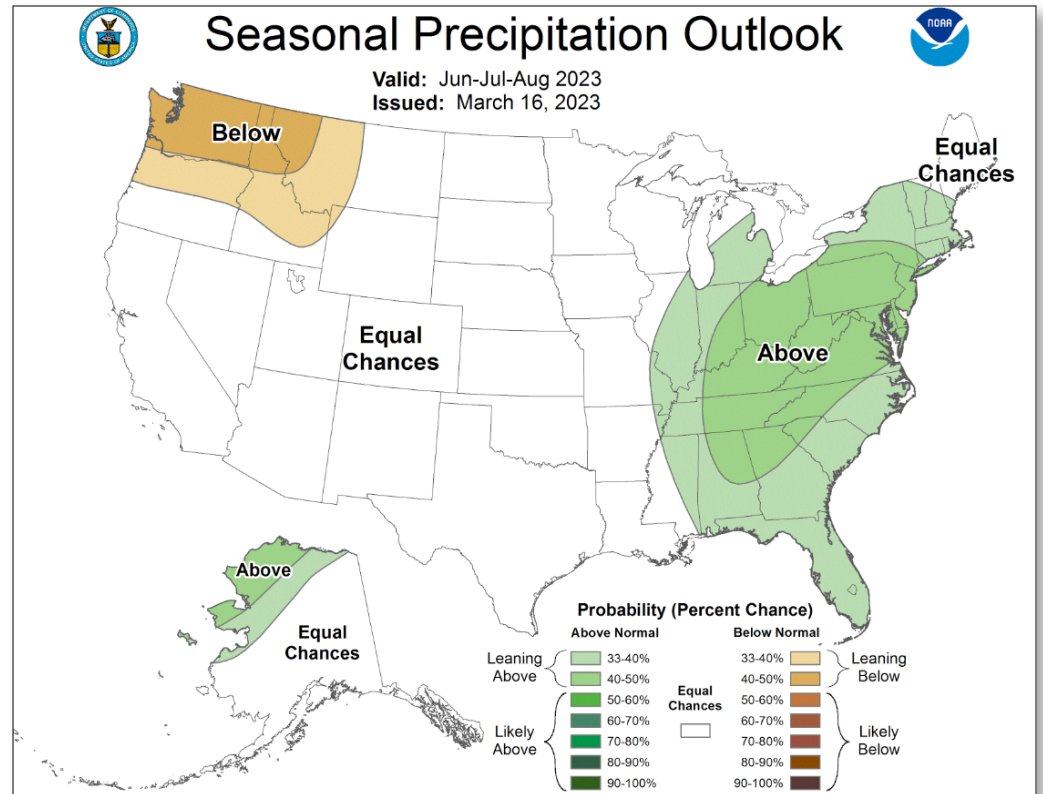 Seasonal Precipitation Outlook
NOAA
Valid: Jun-Jul-Aug 2023
Issued: March 16, 2023
Below
Equal
Chances
Equal
Chances
Above
Above
Equal
Chances
Probability (Percent Chance)
Above Normal
Below Normal
Leaning
Above
33-40%
40-50%
Likely
Above
50-60%
60-70%
70-80%
80-90%
90-100%
Equal
Chances
33-40%
40-50%
Leaning
Below
50-60%
60-70%
70-80%
80-90%
90-100%
Likely
Below